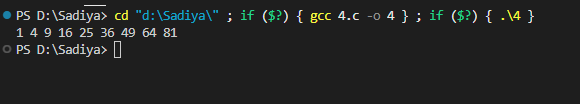 PS D:\Sadiya> cd "d:\Sadiya\" ; if ($?) { gcc 4.c -o 4 } ; if ($?) { .\4 }
1 4 9 16 25 36 49 64 81
PS D:\Sadiya>